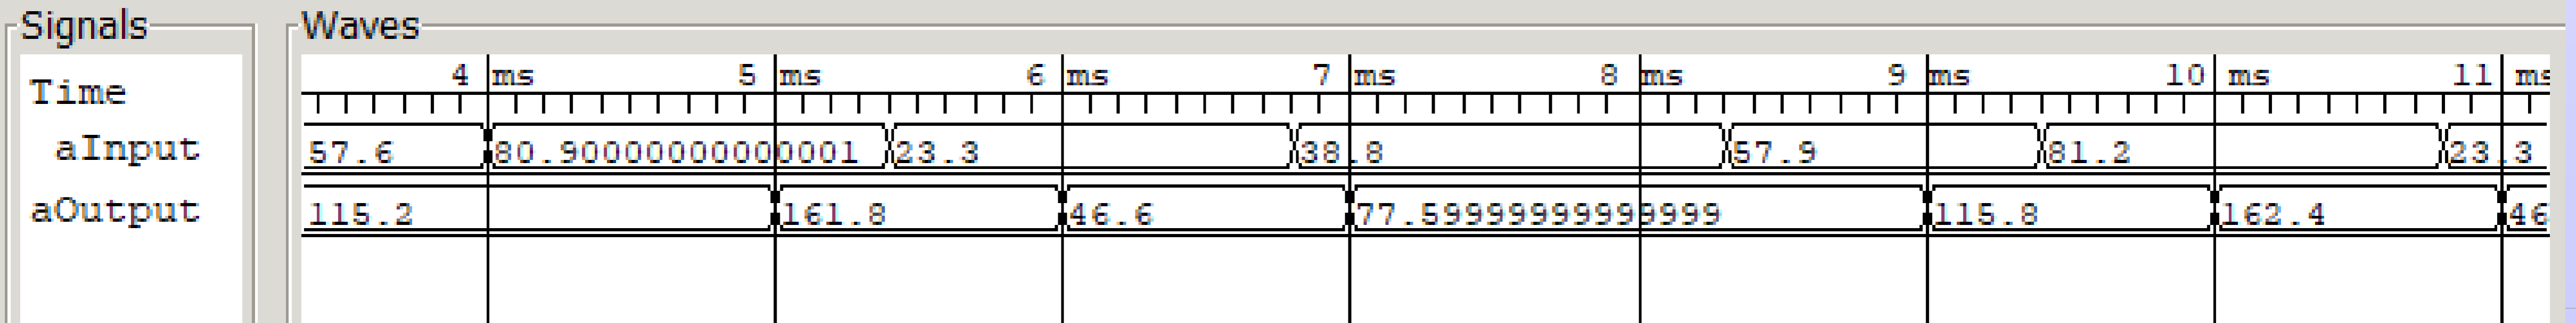 Signals Waves
Time 4 ms 5 ms 6 ms 7 ms 8 ms 9 ms 10 ms 11 ms
aInput 57.6 80.90000000000001 23.3 38.8 57.9 81.2 23.3
aOutput 115.2 161.8 46.6 77.59999999999999 115.8 162.4 46